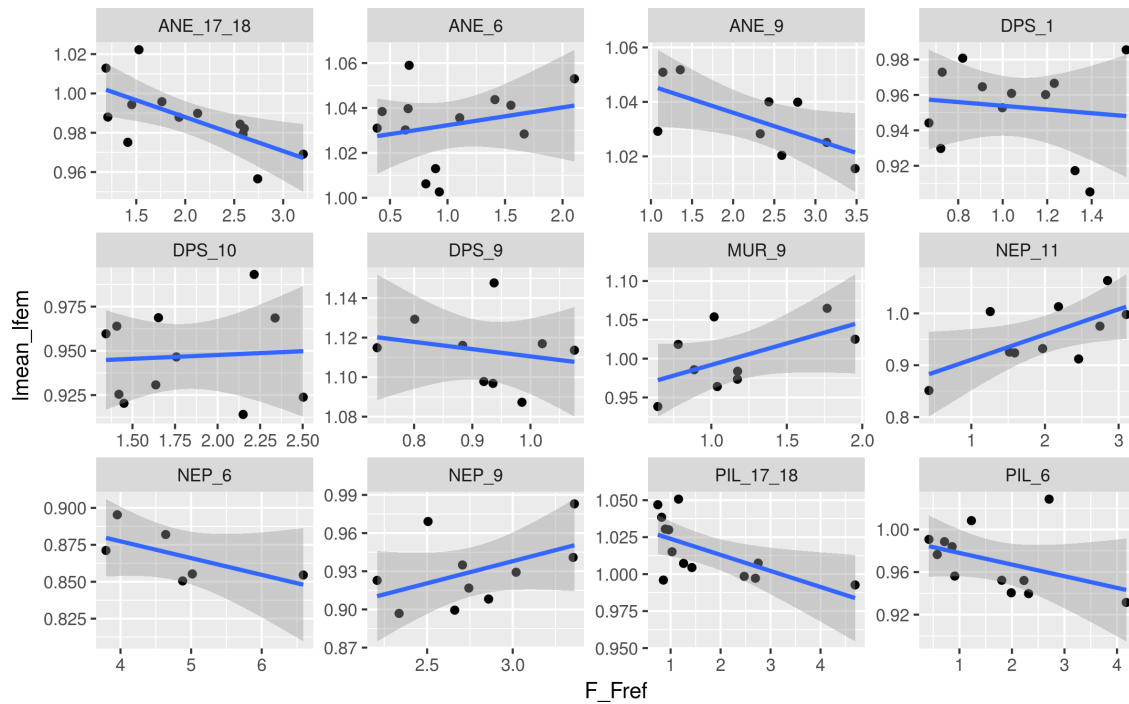 ANE_17_18 ANE_6 ANE_9 DPS_1
1.02 1.00 0.98 0.96
1.5 2.0 2.5 3.0
1.06 1.04 1.02 1.00
0.5 1.0 1.5 2.0
1.06 1.04 1.02
1.0 1.5 2.0 2.5 3.0 3.5
0.98 0.96 0.94 0.92
0.8 1.0 1.2 1.4
DPS_10 DPS_9 MUR_9 NEP_11
0.975 0.950 0.925
1.50 1.75 2.00 2.25 2.50
1.14 1.12 1.10 1.08
0.8 0.9 1.0
1.10 1.05 1.00 0.95
1.0 1.5 2.0
1.0 0.9 0.8
1 2 3
NEP_6 NEP_9 PIL_17_18 PIL_6
0.900 0.875 0.850 0.825
4 5 6
0.99 0.96 0.93 0.90 0.87
2.5 3.0
1.050 1.025 1.000 0.975 0.950
1 2 3 4
1.00 0.96 0.92
1 2 3 4
Imean_Ifem
F_Fref